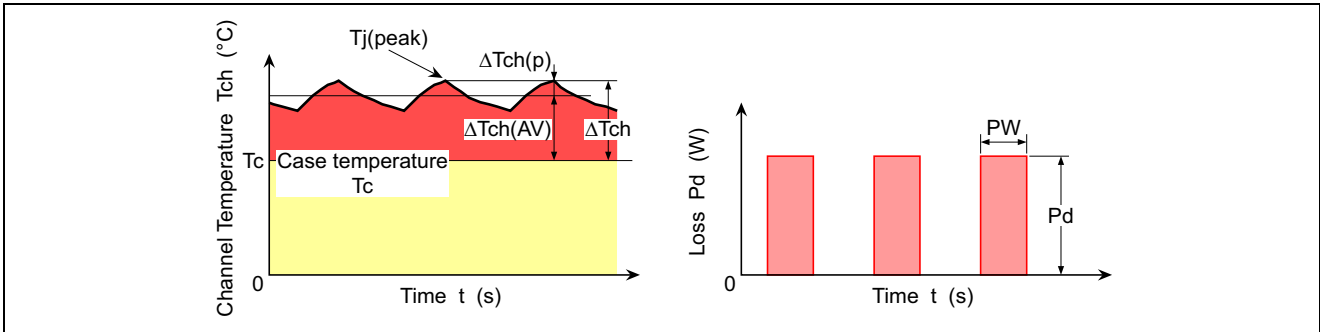 Channel Temperature Tch (°C)
Tj(peak)
ΔTch(p)
ΔTch(AV)
ΔTch
Tc
Case temperature
Tc
0
Time t (s)
Loss Pd (W)
PW
Pd
0
Time t (s)